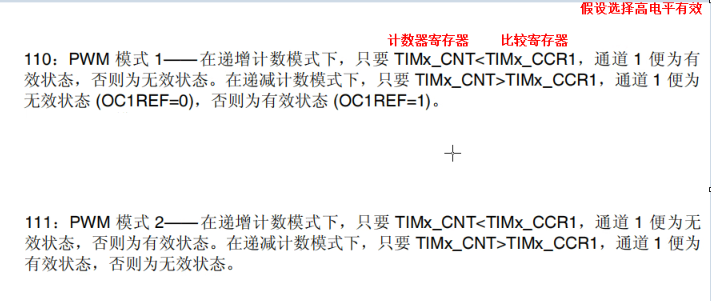 假设选择高电平有效
计数器寄存器 比较寄存器
110：PWM 模式 1——在递增计数模式下，只要 TIMx_CNT<TIMx_CCR1，通道 1 便为有
效状态，否则为无效状态。在递减计数模式下，只要 TIMx_CNT>TIMx_CCR1，通道 1 便为
无效状态 (OC1REF=0)，否则为有效状态 (OC1REF=1)。
111：PWM 模式 2——在递增计数模式下，只要 TIMx_CNT<TIMx_CCR1，通道 1 便为无
效状态，否则为有效状态。在递减计数模式下，只要 TIMx_CNT>TIMx_CCR1，通道 1 便为
有效状态，否则为无效状态。